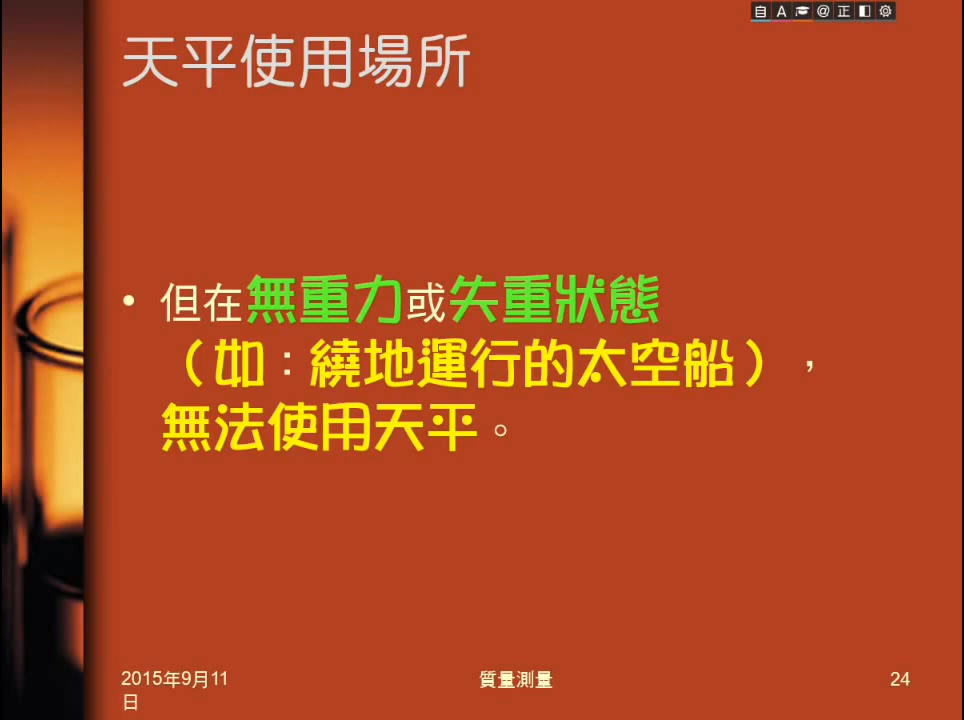 自 A @ 正
天平使用場所
• 但在無重力或失重狀態
（如：繞地運行的太空船），
無法使用天平。
2015年9月11
日
質量測量
24